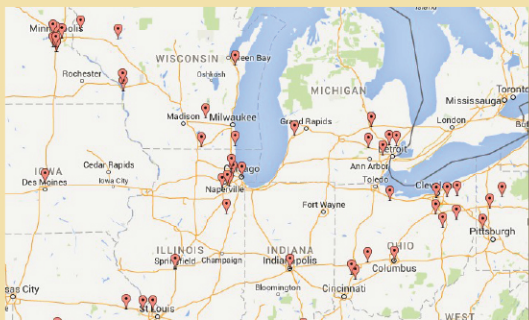 Minneapolis
Green Bay
WISCONSIN
Rochester
Oshkosh
MICHIGAN
Toronto
Mississauga
Madison
Milwaukee
Grand Rapids
London
Detroit
Ann Arbor
Cedar Rapids
Chicago
IOWA
Des Moines
Iowa City
Naperville
Toledo
Fort Wayne
Pittsburgh
ILLINOIS
INDIANA
OHIO
Springfield
Champaign
Indianapolis
Columbus
Bloomington
Cincinnati
sas City
St Louis
WEST